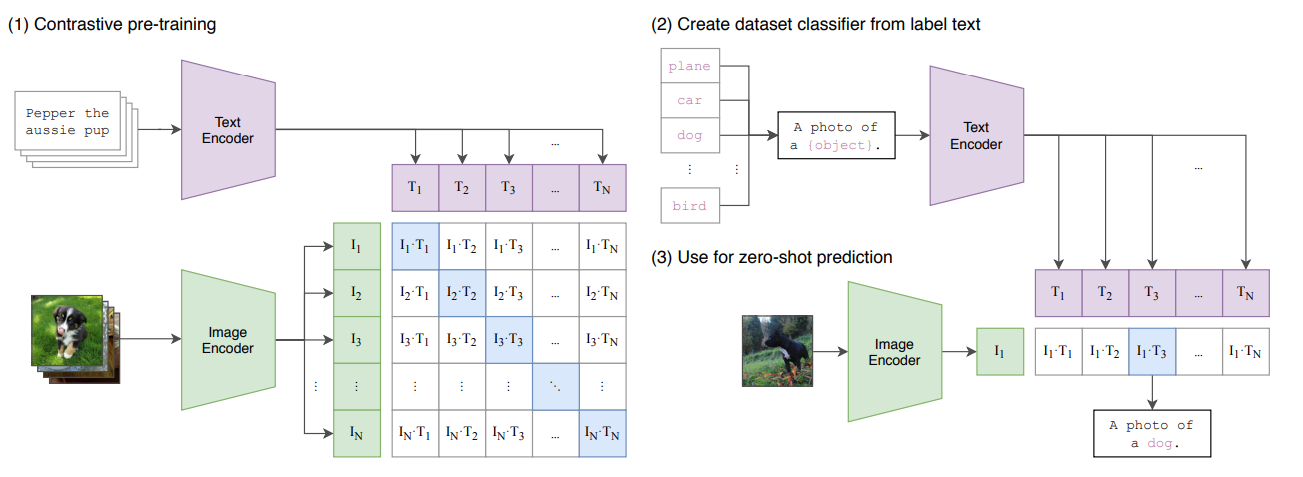 (1) Contrastive pre-training
Pepper the
aussie pup
Text
Encoder
...
T1 T2 T3 ... TN
Image
Encoder
⋮
I1 I1·T1 I1·T2 I1·T3 ... I1·TN
I2 I2·T1 I2·T2 I2·T3 ... I2·TN
I3 I3·T1 I3·T2 I3·T3 ... I3·TN
⋮ ⋮ ⋮ ⋮ ⋱ ⋮
IN IN·T1 IN·T2 IN·T3 ... IN·TN
(2) Create dataset classifier from label text
plane
car
dog
⋮ ⋮
bird
A photo of
a {object}.
Text
Encoder
...
(3) Use for zero-shot prediction
Image
Encoder
T1 T2 T3 ... TN
I1 I1·T1 I1·T2 I1·T3 ... I1·TN
A photo of
a dog.